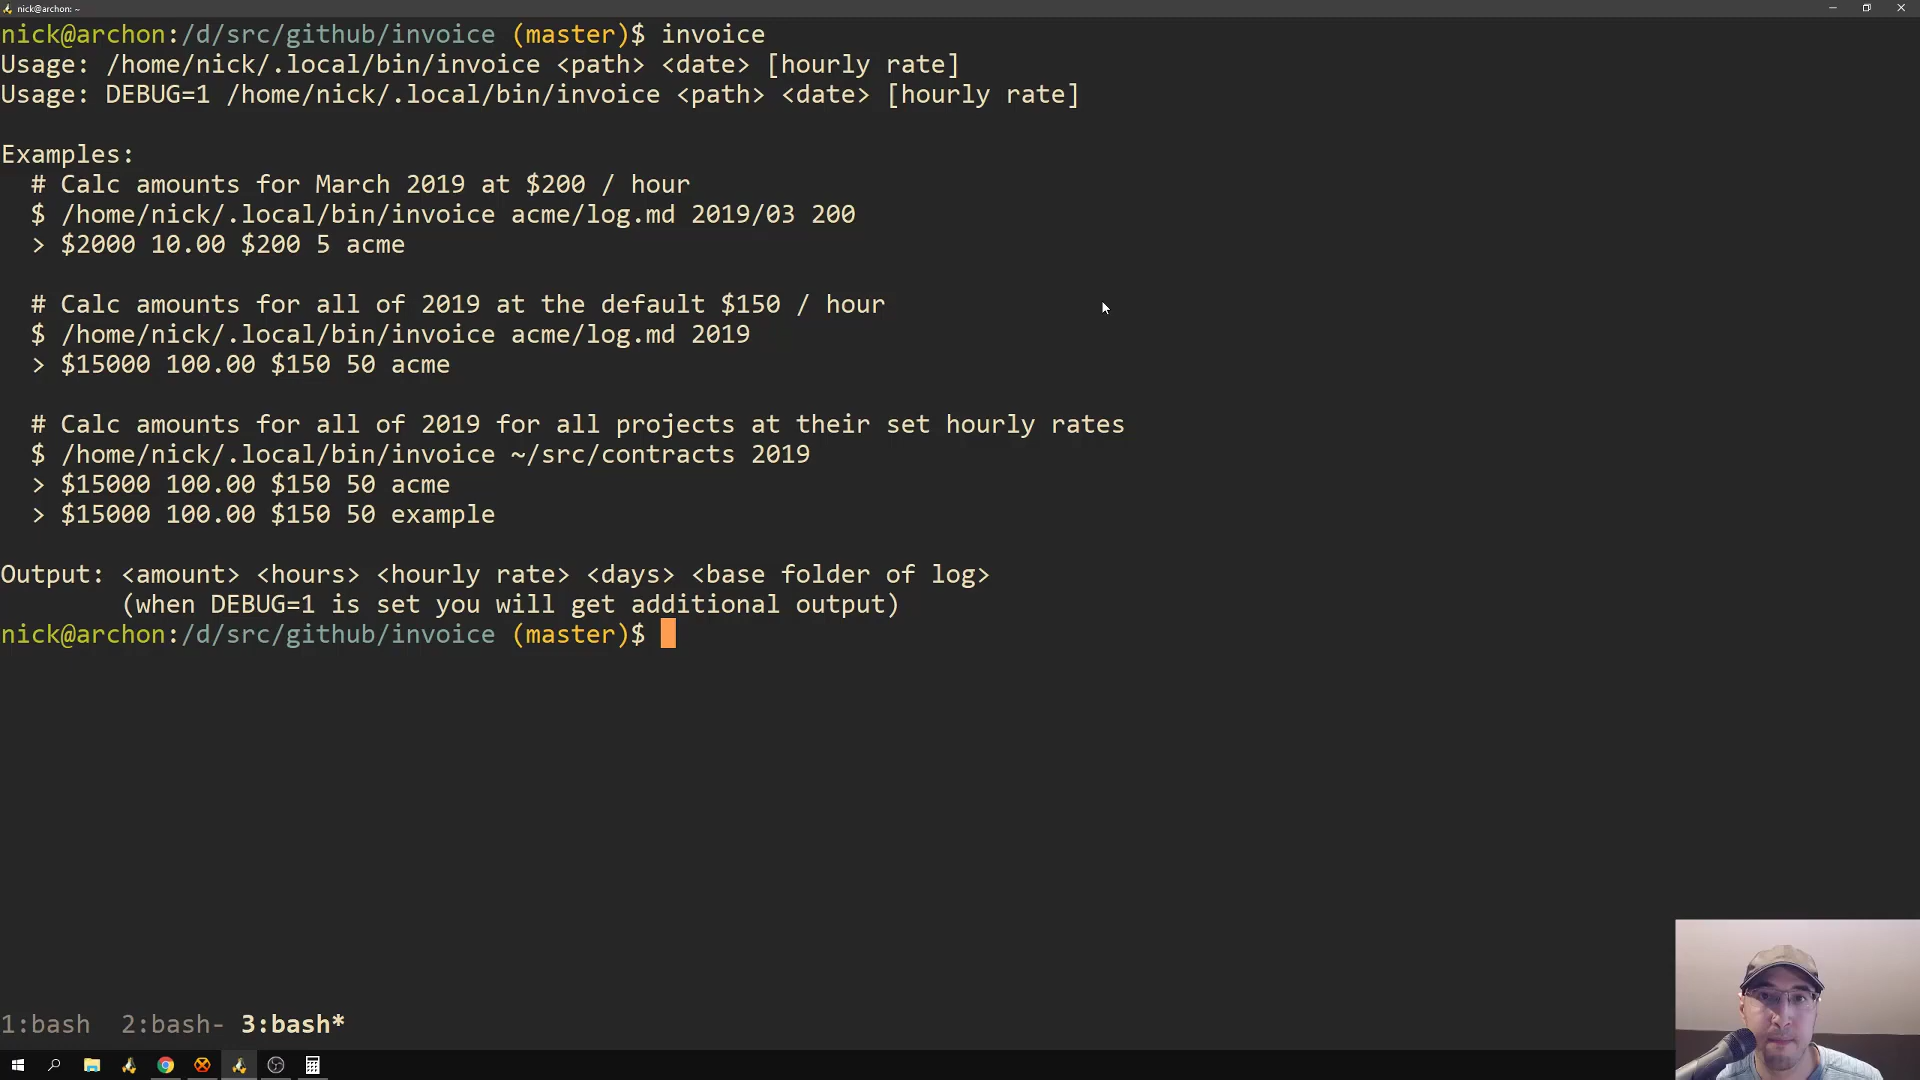 nick@archon: ~
nick@archon:/d/src/github/invoice (master)$ invoice
Usage: /home/nick/.local/bin/invoice <path> <date> [hourly rate]
Usage: DEBUG=1 /home/nick/.local/bin/invoice <path> <date> [hourly rate]
Examples:
# Calc amounts for March 2019 at $200 / hour
$ /home/nick/.local/bin/invoice acme/log.md 2019/03 200
> $2000 10.00 $200 5 acme
# Calc amounts for all of 2019 at the default $150 / hour
$ /home/nick/.local/bin/invoice acme/log.md 2019
> $15000 100.00 $150 50 acme
# Calc amounts for all of 2019 for all projects at their set hourly rates
$ /home/nick/.local/bin/invoice ~/src/contracts 2019
> $15000 100.00 $150 50 acme
> $15000 100.00 $150 50 example
Output: <amount> <hours> <hourly rate> <days> <base folder of log>
(when DEBUG=1 is set you will get additional output)
nick@archon:/d/src/github/invoice (master)$
1:bash 2:bash- 3:bash*